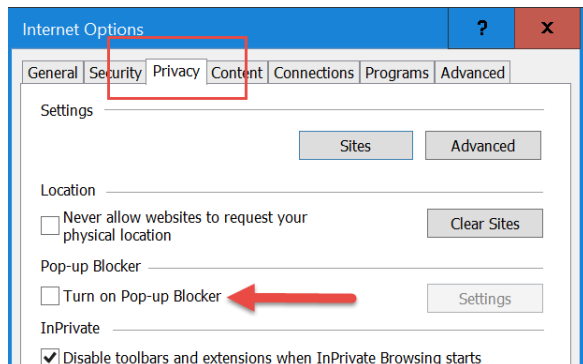 Internet Options ? x
General Security Privacy Content Connections Programs Advanced
Settings
Sites Advanced
Location
Never allow websites to request your
physical location
Clear Sites
Pop-up Blocker
Turn on Pop-up Blocker Settings
InPrivate
Disable toolbars and extensions when InPrivate Browsing starts